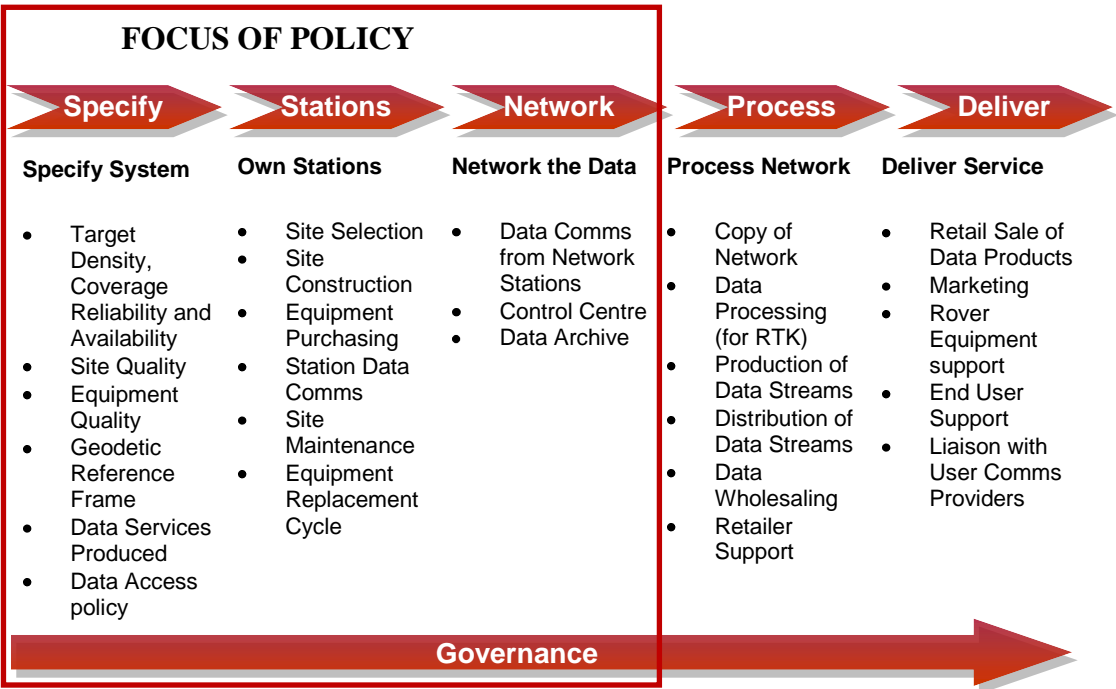 FOCUS OF POLICY
Specify
Stations
Network
Process
Deliver
Specify System
Own Stations
Network the Data
Process Network
Deliver Service
• Target
Density,
Coverage
Reliability and
Availability
• Site Quality
• Equipment
Quality
• Geodetic
Reference
Frame
• Data Services
Produced
• Data Access
policy
• Site Selection
• Site
Construction
• Equipment
Purchasing
• Station Data
Comms
• Site
Maintenance
• Equipment
Replacement
Cycle
• Data Comms
from Network
Stations
• Control Centre
• Data Archive
• Copy of
Network
• Data
Processing
(for RTK)
• Production of
Data Streams
• Distribution of
Data Streams
• Data
Wholesaling
• Retailer
Support
• Retail Sale of
Data Products
• Marketing
• Rover
Equipment
support
• End User
Support
• Liaison with
User Comms
Providers
Governance